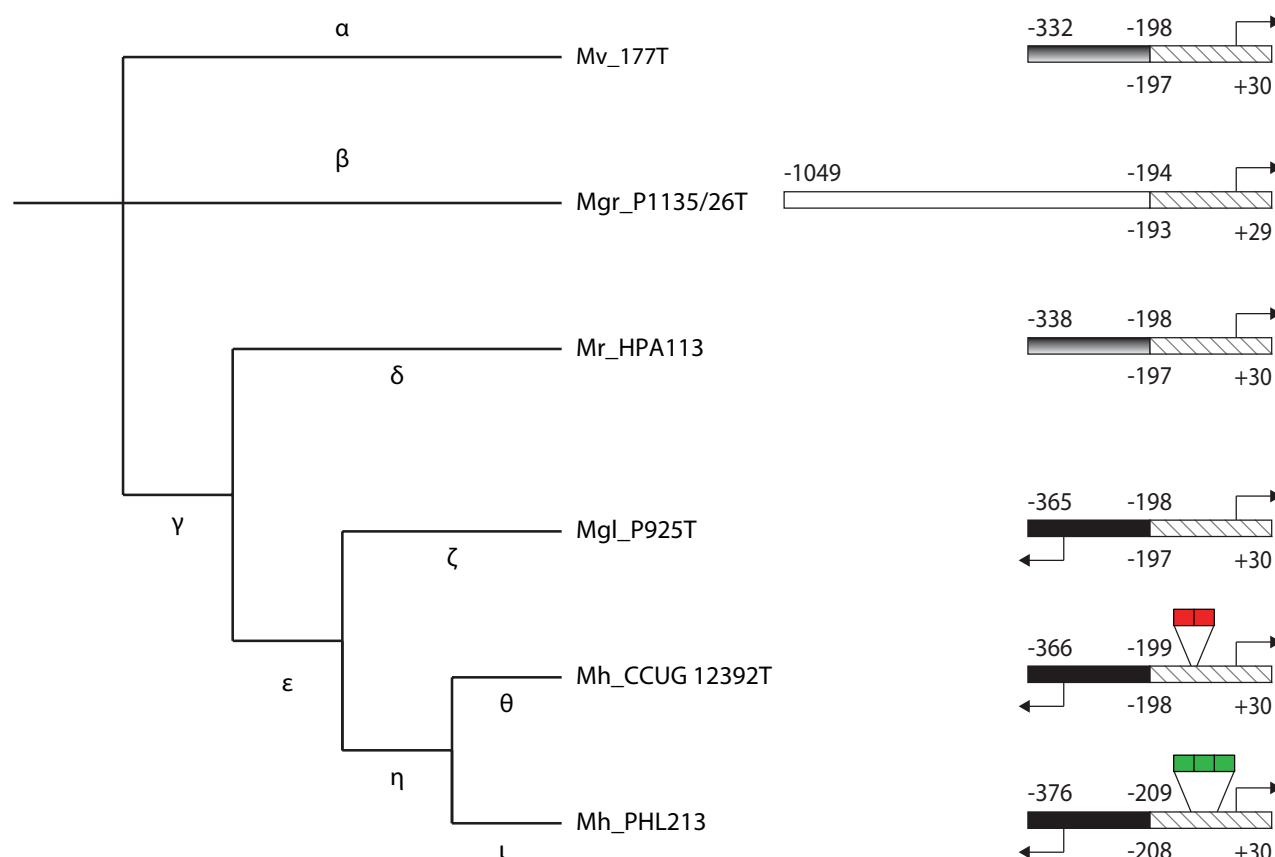 α
-332 -198
Mv_177T
-197 +30
β
-1049 -194
Mgr_P1135/26T
-193 +29
-338 -198
Mr_HPA113
δ
-197 +30
-365 -198
γ
Mgl_P925T
ζ
-197 +30
-366 -199
ε
Mh_CCUG 12392T
θ
-198 +30
η
-376 -209
Mh_PHL213
ι
-208 +30